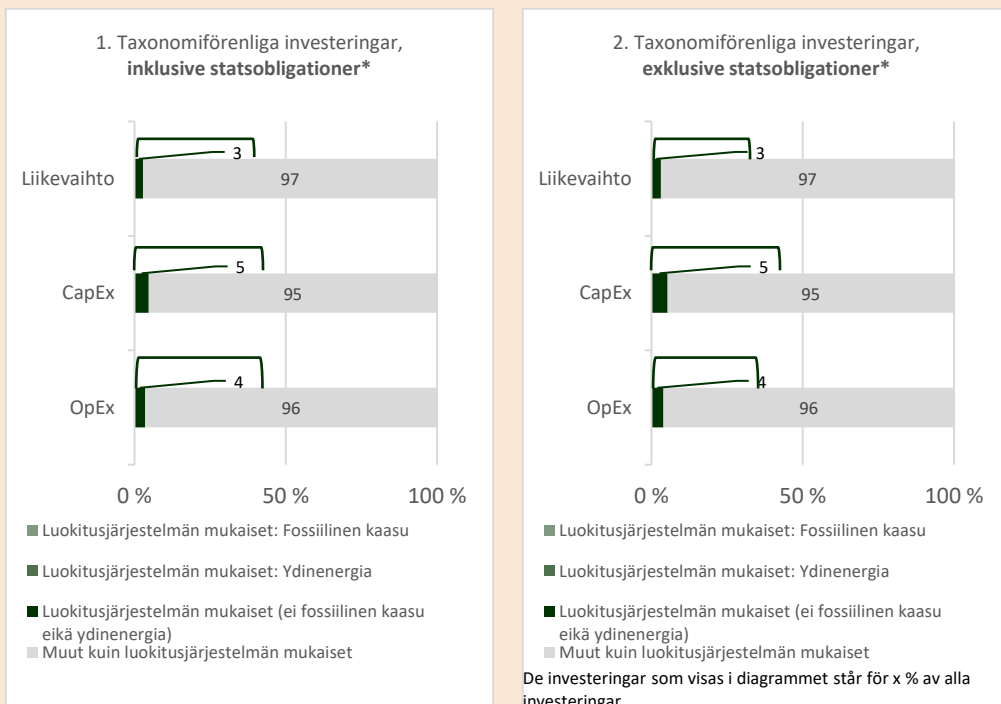 1. Taxonomiförenliga investeringar,
inklusive statsobligationer*
Liikevaihto
3
97
CapEx
5
95
OpEx
4
96
0 %
50 %
100 %
Luokitusjärjestelmän mukaiset: Fossiilinen kaasu
Luokitusjärjestelmän mukaiset: Ydinenergia
Luokitusjärjestelmän mukaiset (ei fossiilinen kaasu
eikä ydinenergia)
Muut kuin luokitusjärjestelmän mukaiset
2. Taxonomiförenliga investeringar,
exklusive statsobligationer*
Liikevaihto
3
97
CapEx
5
95
OpEx
4
96
0 %
50 %
100 %
Luokitusjärjestelmän mukaiset: Fossiilinen kaasu
Luokitusjärjestelmän mukaiset: Ydinenergia
Luokitusjärjestelmän mukaiset (ei fossiilinen kaasu
eikä ydinenergia)
Muut kuin luokitusjärjestelmän mukaiset
De investeringar som visas i diagrammet står för x % av alla
investeringar